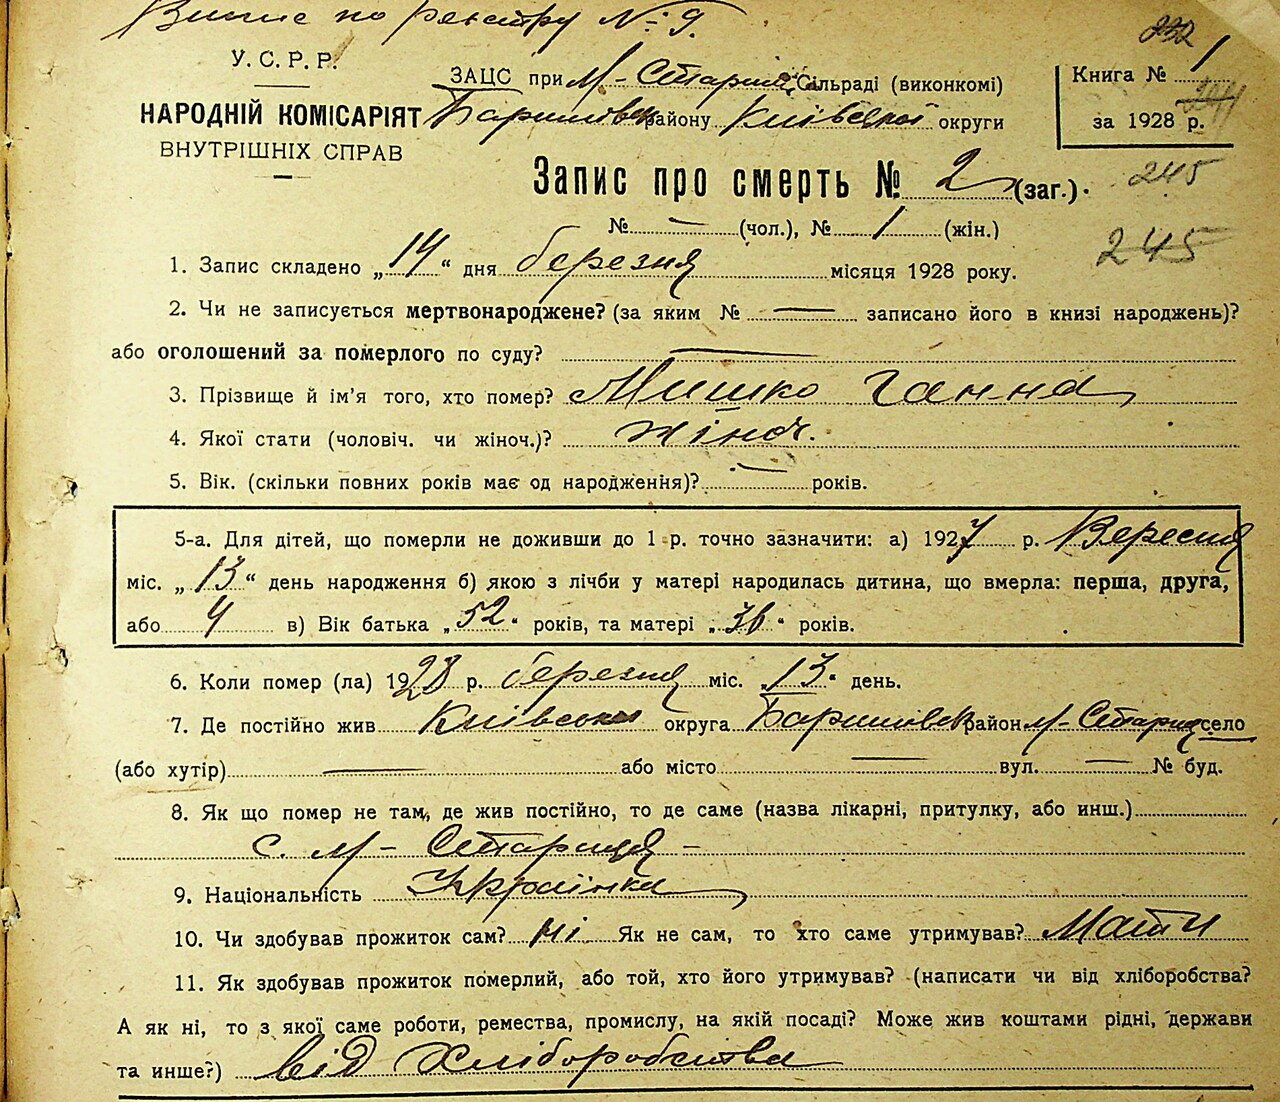 Випис по реєстру № 9.
У. С. Р. Р.
НАРОДНІЙ КОМІСАРІЯТ
ВНУТРІШНІХ СПРАВ
ЗАЦС при М-Старицьк. Сільраді (виконкомі)
Баришівськ району Київської округи
Книга № 1
за 1928 р.
232
244
245
245
Запис про смерть № 2 (заг.).
№ — (чол.), № 1 (жін.)
1. Запис складено „14“ дня березня місяця 1928 року.
2. Чи не записується мертвонароджене? (за яким № — записано його в книзі народжень)?
або оголошений за померлого по суду? —
3. Прізвище й ім'я того, хто помер? Мишко Ганна
4. Якої стати (чоловіч. чи жіноч.)? жіноч.
5. Вік. (скільки повних років має од народження)? — років.
5-а. Для дітей, що померли не доживши до 1 р. точно зазначити: а) 1927 р. Вересня
міс. „13“ день народження б) якою з лічби у матері народилась дитина, що вмерла: перша, друга,
або 4 в) Вік батька „52“ років, та матері „36“ років.
6. Коли помер (ла) 1928 р. березня міс. „13“ день.
7. Де постійно жив Київська округа Баришівськ район М-Стариця село
(або хутір) — або місто — вул. — № буд.
8. Як що помер не там, де жив постійно, то де саме (назва лікарні, притулку, або инш.)
с. М-Стариця -
9. Національність Українка
10. Чи здобував прожиток сам? ні Як не сам, то хто саме утримував? Мати
11. Як здобував прожиток померлий, або той, хто його утримував? (написати чи від хліборобства?
А як ні, то з якої саме роботи, ремества, промислу, на якій посаді? Може жив коштами рідні, держави
та инше?) від хліборобства